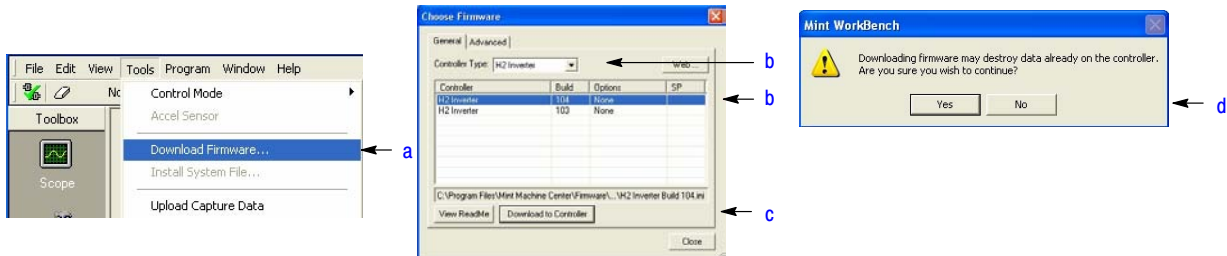 File Edit View Tools Program Window Help
Control Mode
Toolbox
Accel Sensor
Download Firmware...
a
Install System File...
Scope
Upload Capture Data
Choose Firmware
General Advanced
Controller Type: H2 Inverter Web...
b
Controller Build Options SP
H2 Inverter 104 None
b
H2 Inverter 103 None
C:\Program Files\Mint Machine Center\Firmware\...\H2 Inverter Build 104.ini
View ReadMe Download to Controller
c
Close
Mint WorkBench
Downloading firmware may destroy data already on the controller.
Are you sure you wish to continue?
Yes No
d